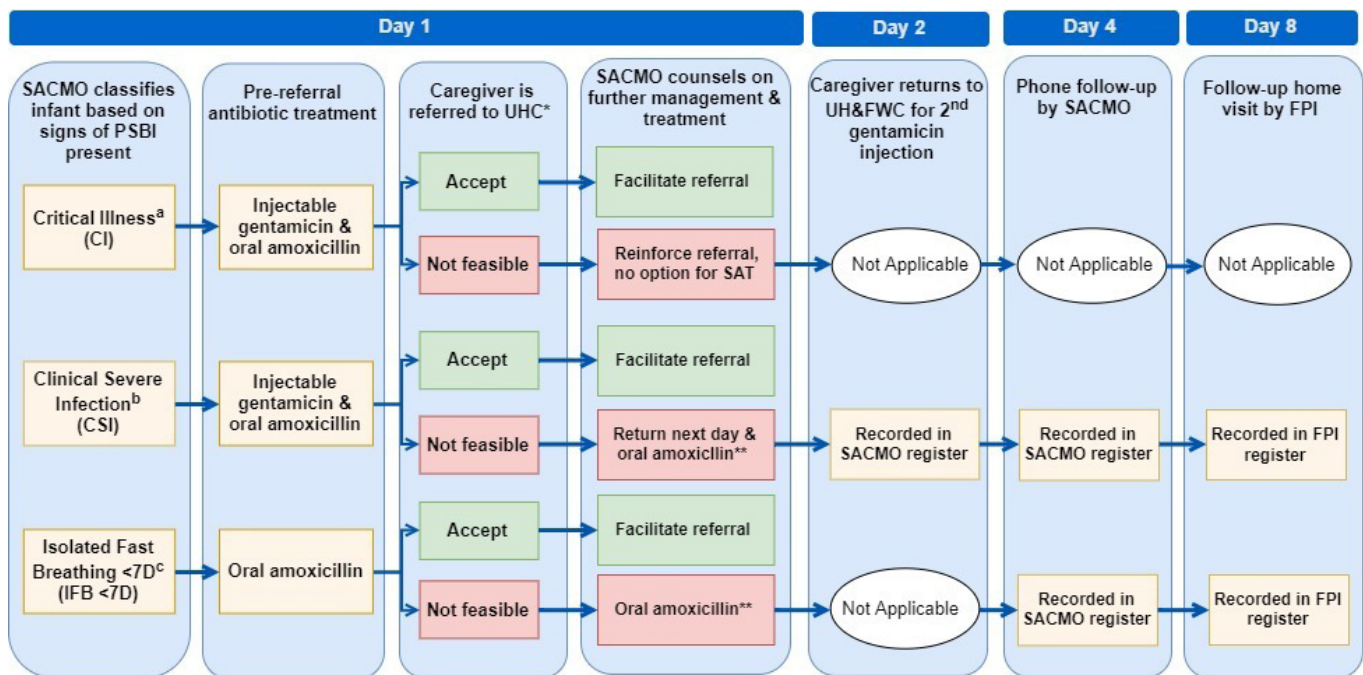 Day 1
Day 2
Day 4
Day 8
SACMO classifies
infant based on
signs of PSBI
present
Pre-referral
antibiotic treatment
Caregiver is
referred to UHC*
SACMO counsels on
further management &
treatment
Caregiver returns to
UH&FWC for 2nd
gentamicin
injection
Phone follow-up
by SACMO
Follow-up home
visit by FPI
Critical Illnessa
(CI)
Injectable
gentamicin &
oral amoxicillin
Accept
Facilitate referral
Not feasible
Reinforce referral,
no option for SAT
Not Applicable
Not Applicable
Not Applicable
Clinical Severe
Infectionb
(CSI)
Injectable
gentamicin &
oral amoxicillin
Accept
Facilitate referral
Not feasible
Return next day &
oral amoxicllin**
Recorded in
SACMO register
Recorded in
SACMO register
Recorded in FPI
register
Isolated Fast
Breathing <7Dc
(IFB <7D)
Oral amoxicillin
Accept
Facilitate referral
Not feasible
Oral amoxicillin**
Not Applicable
Recorded in
SACMO register
Recorded in FPI
register